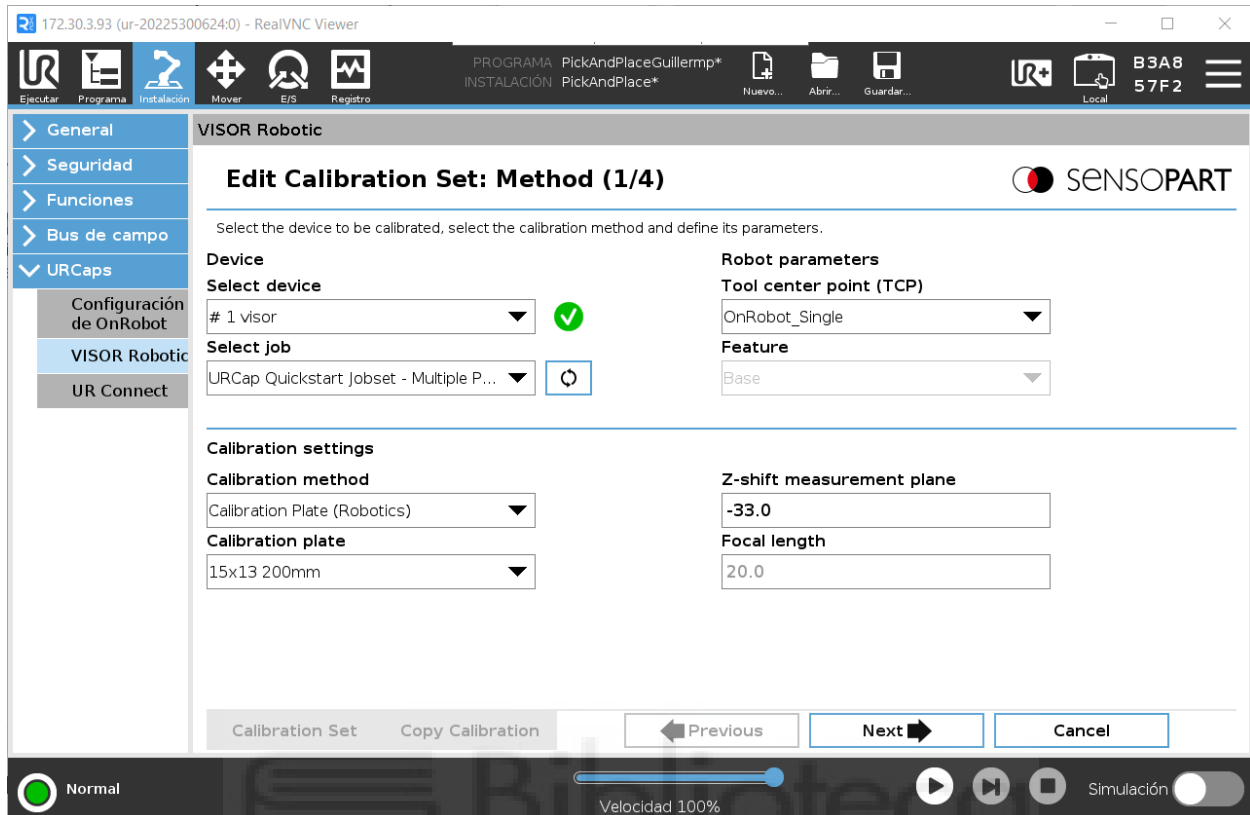 172.30.3.93 (ur-20225300624:0) - RealVNC Viewer
PROGRAMA PickAndPlaceGuillermp*
INSTALACIÓN PickAndPlace*
Ejecutar Programa Instalación Mover E/S Registro
Nuevo... Abrir... Guardar...
UR+
Local
B3A8
57F2
General
Seguridad
Funciones
Bus de campo
URCaps
Configuración
de OnRobot
VISOR Robotic
UR Connect
VISOR Robotic
Edit Calibration Set: Method (1/4)
SENSOPART
Select the device to be calibrated, select the calibration method and define its parameters.
Device
Select device
# 1 visor
Select job
URCap Quickstart Jobset - Multiple P...
Robot parameters
Tool center point (TCP)
OnRobot_Single
Feature
Base
Calibration settings
Calibration method
Calibration Plate (Robotics)
Calibration plate
15x13 200mm
Z-shift measurement plane
-33.0
Focal length
20.0
Calibration Set Copy Calibration Previous Next Cancel
Normal
Velocidad 100%
Simulación